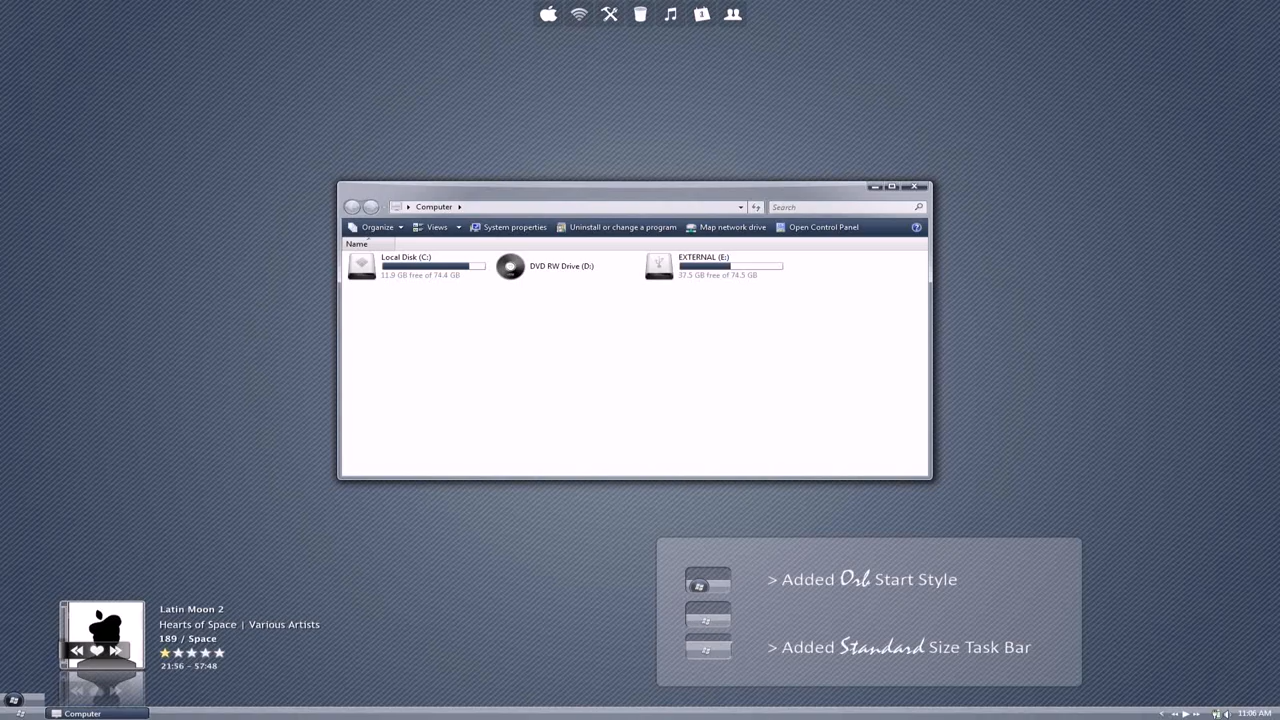 1
Computer
Search
Organize
Views
System properties
Uninstall or change a program
Map network drive
Open Control Panel
?
Name
Local Disk (C:)
11.9 GB free of 74.4 GB
DVD RW Drive (D:)
EXTERNAL (E:)
37.5 GB free of 74.5 GB
> Added Orb Start Style
> Added Standard Size Task Bar
Latin Moon 2
Hearts of Space | Various Artists
189 / Space
21:56 - 57:48
Computer
11:06 AM